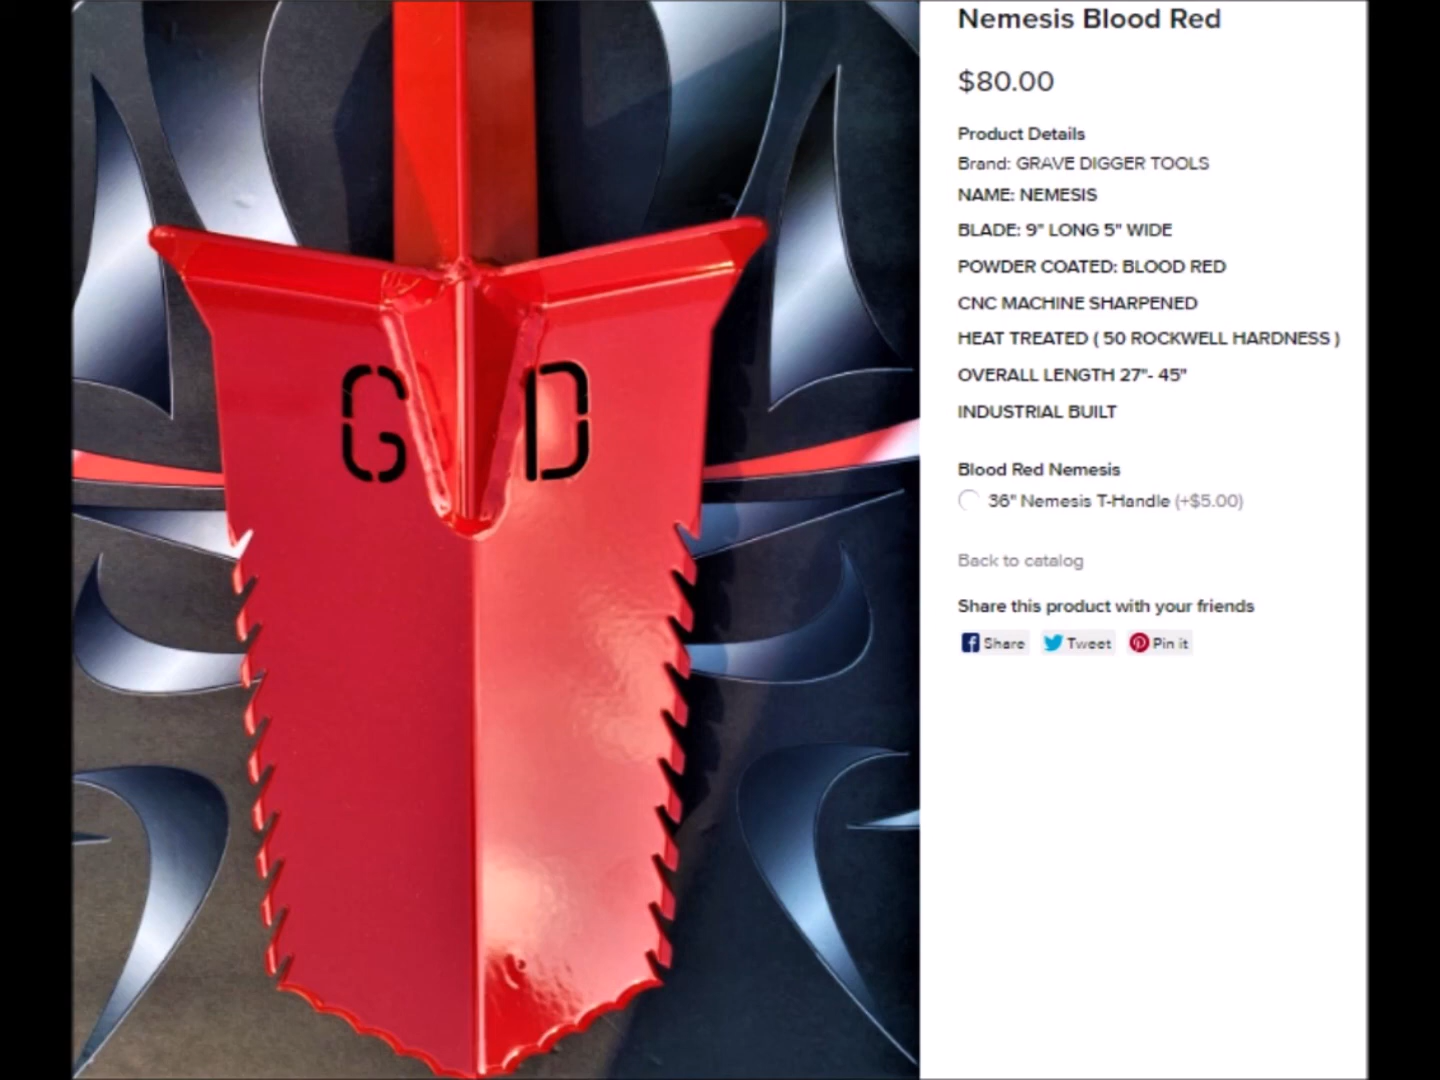 Nemesis Blood Red
$80.00
Product Details
Brand: GRAVE DIGGER TOOLS
NAME: NEMESIS
BLADE: 9" LONG 5" WIDE
POWDER COATED: BLOOD RED
CNC MACHINE SHARPENED
HEAT TREATED ( 50 ROCKWELL HARDNESS )
OVERALL LENGTH 27"- 45"
INDUSTRIAL BUILT
Blood Red Nemesis
36" Nemesis T-Handle (+$5.00)
Back to catalog
Share this product with your friends
Share Tweet Pin it
G D